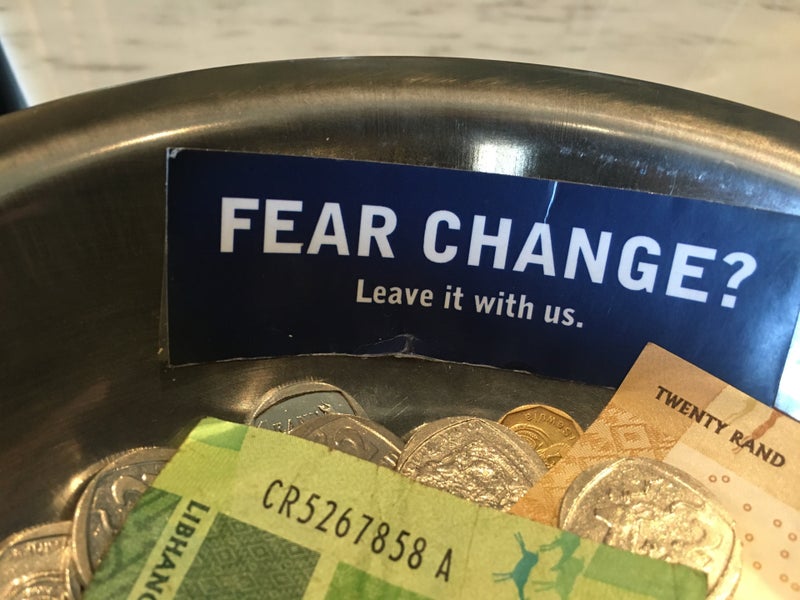 FEAR CHANGE?
Leave it with us.
TWENTY RAND
CR5267858 A